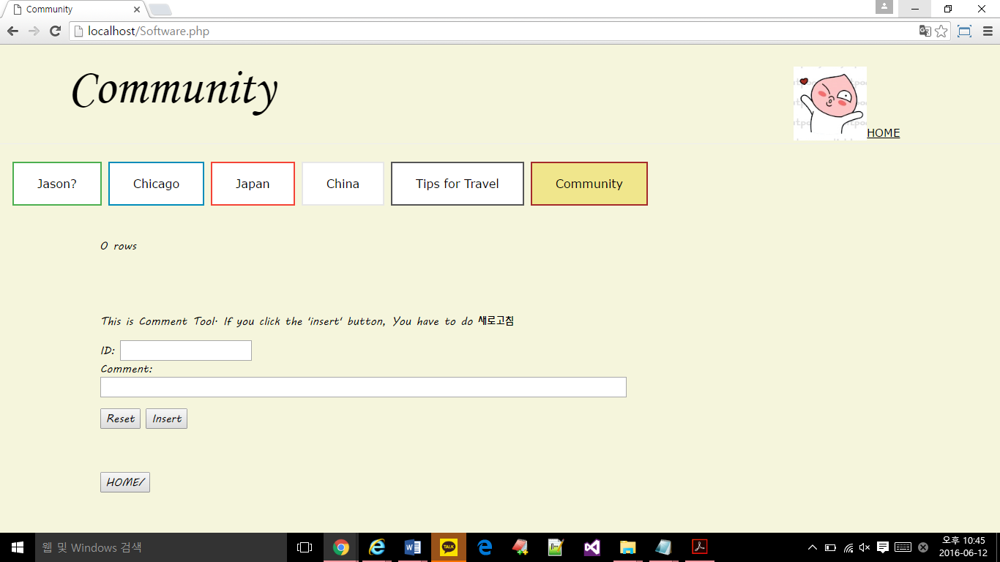 Community
localhost/Software.php
Community
HOME
Jason?
Chicago
Japan
China
Tips for Travel
Community
0 rows
This is Comment Tool. If you click the 'insert' button, You have to do 새로고침
ID:
Comment:
Reset
Insert
HOME/
웹 및 Windows 검색
TALK
오후 10:45
2016-06-12